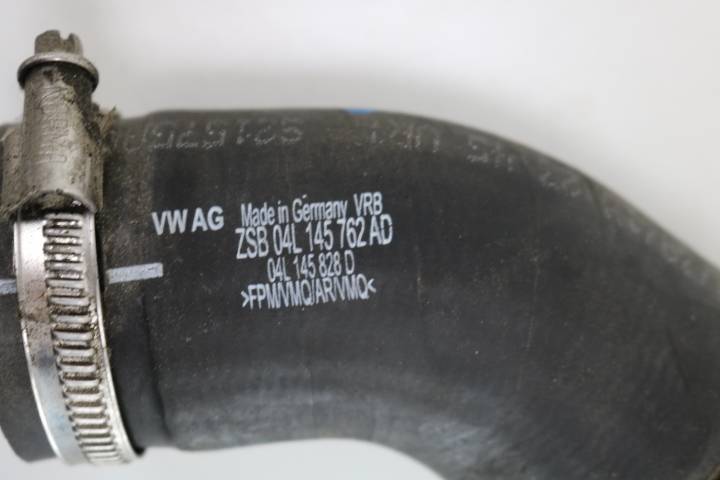 VW AG Made in Germany VRB
ZSB 04L 145 762 AD
04L 145 828 D
>FPM/VMQ/AR/VMQ<